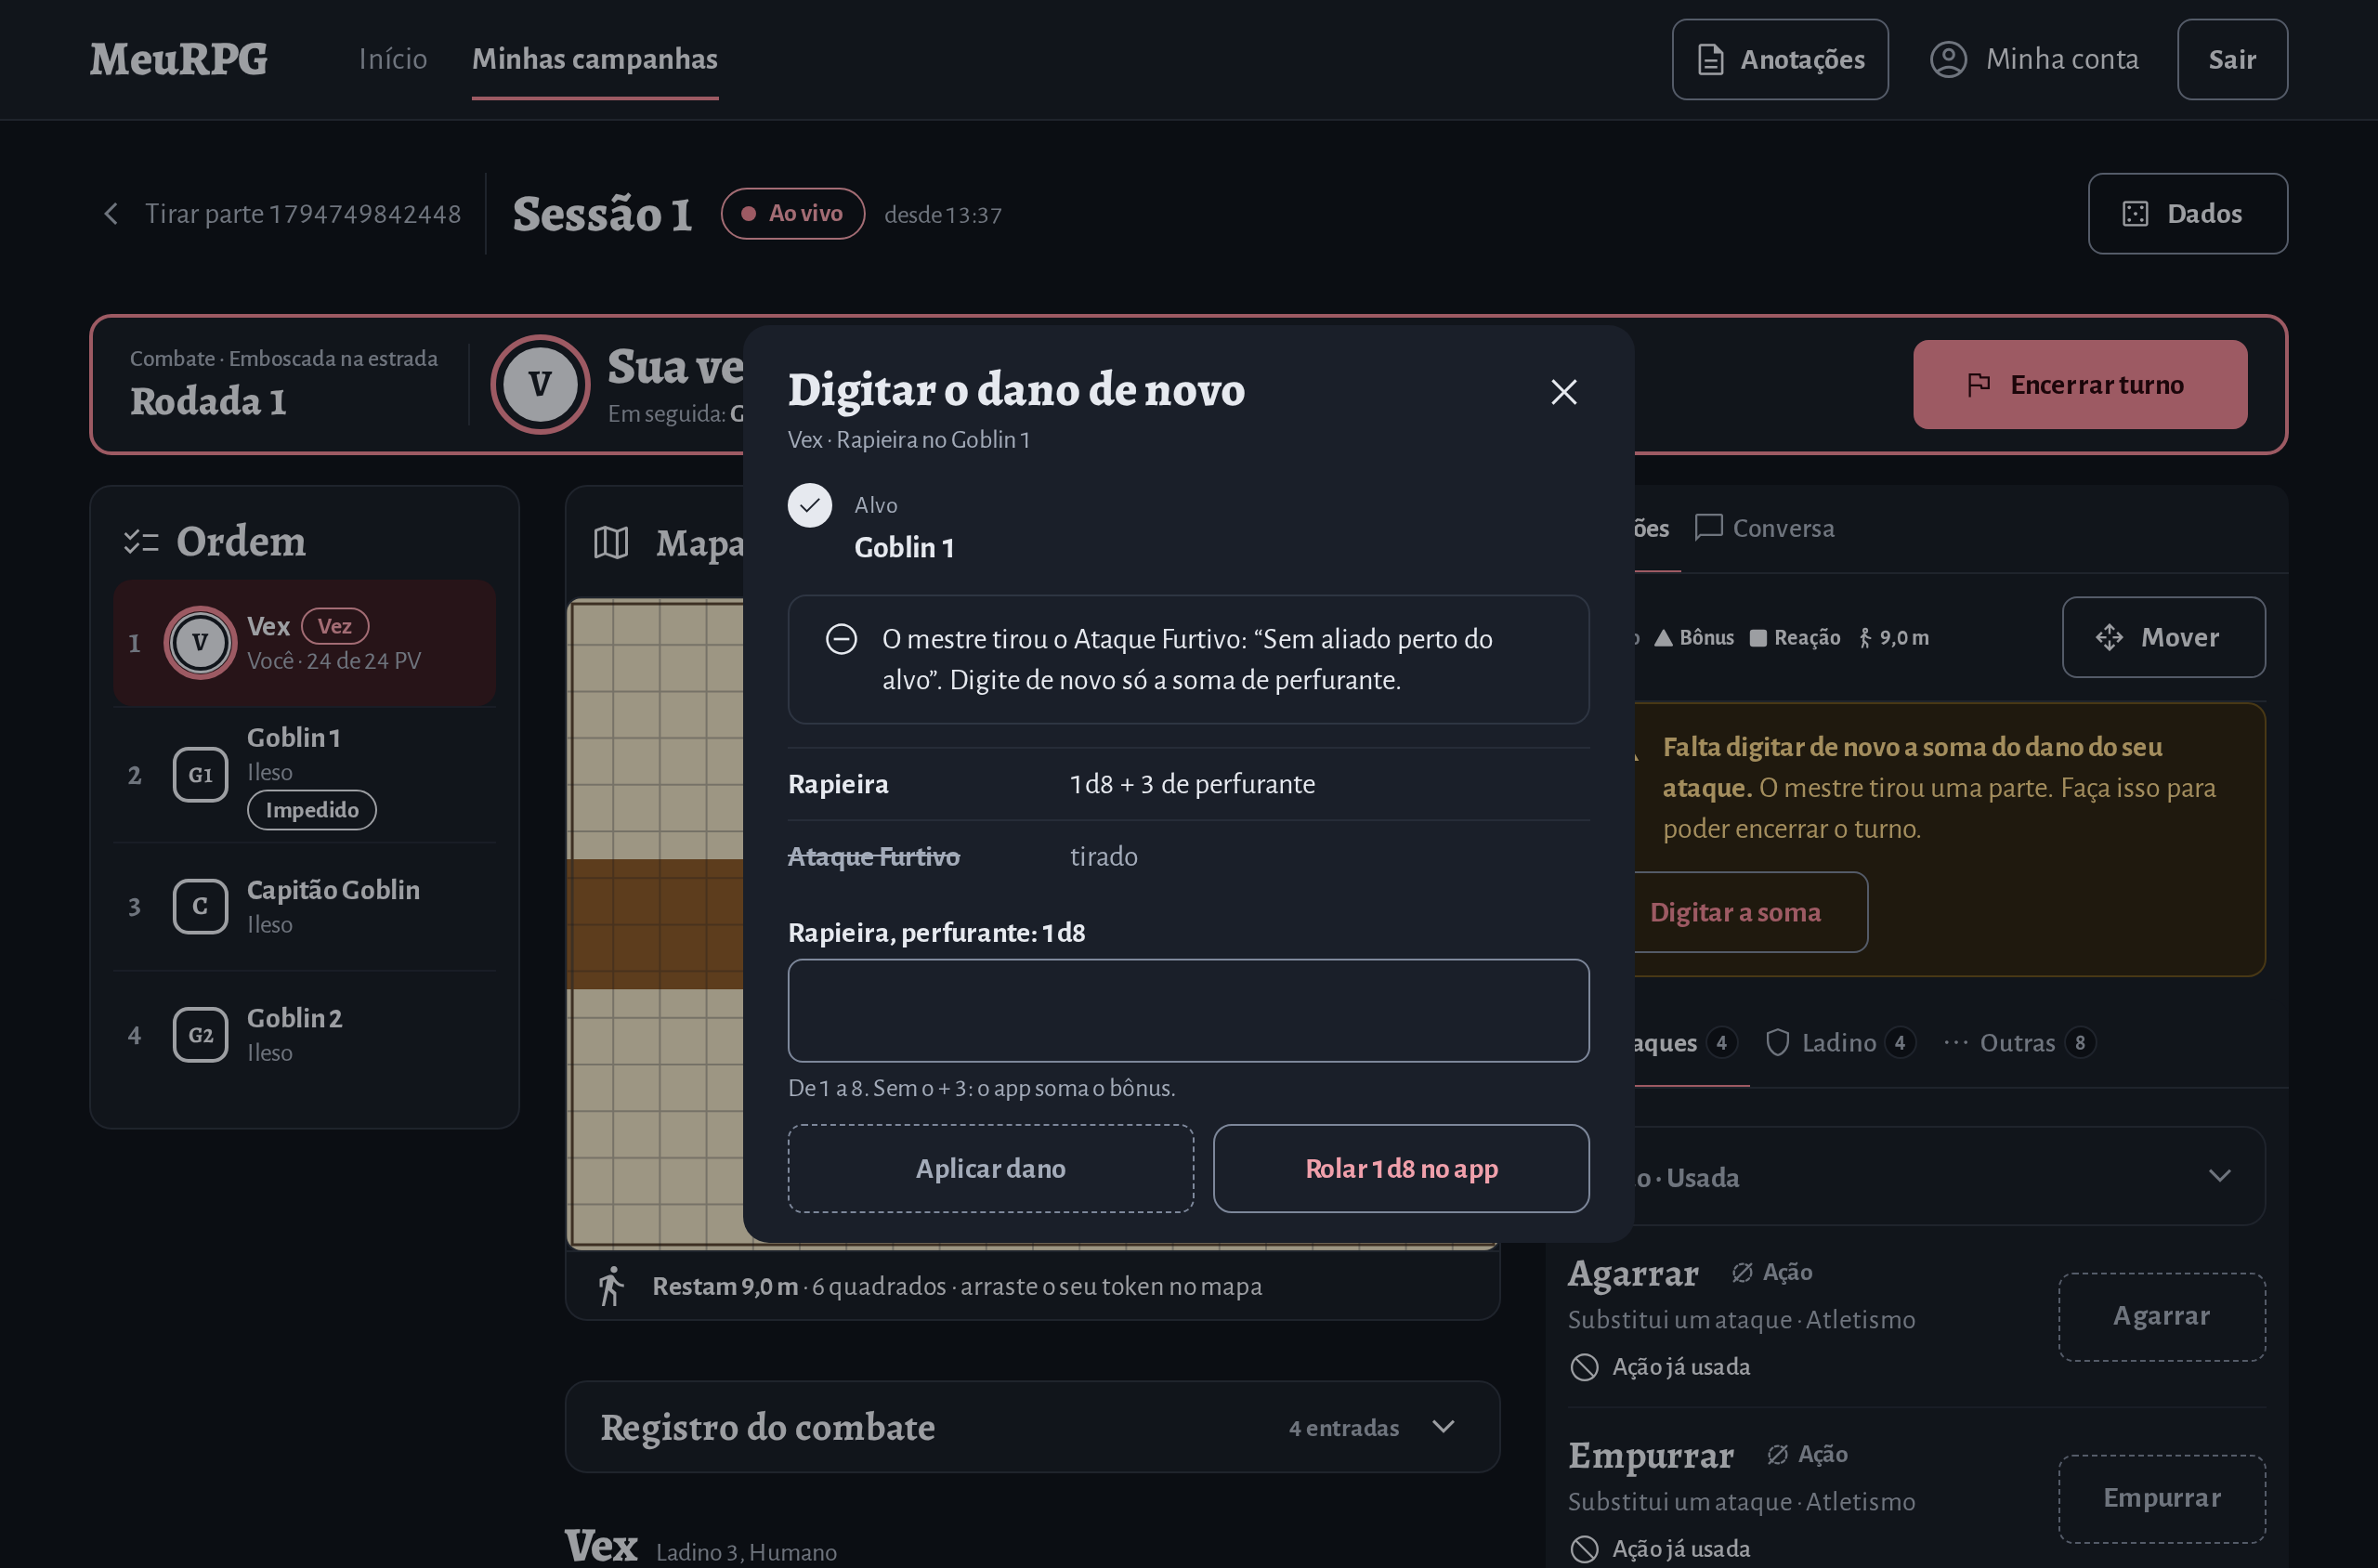 MeuRPG
Início
Minhas campanhas
Anotações
Minha conta
Sair
Tirar parte 1794749842448
Sessão 1
Ao vivo
desde 13:37
Dados
Combate · Emboscada na estrada
Rodada 1
V
Sua ve
Em seguida: G
Encerrar turno
Ordem
1
V
Vex
Vez
Você · 24 de 24 PV
2
G1
Goblin 1
Ileso
Impedido
3
C
Capitão Goblin
Ileso
4
G2
Goblin 2
Ileso
Mapa
Digitar o dano de novo
Vex · Rapieira no Goblin 1
Alvo
Goblin 1
O mestre tirou o Ataque Furtivo: “Sem aliado perto do
alvo”. Digite de novo só a soma de perfurante.
Rapieira
1d8 + 3 de perfurante
Ataque Furtivo
tirado
Rapieira, perfurante: 1d8
De 1 a 8. Sem o + 3: o app soma o bônus.
Aplicar dano
Rolar 1d8 no app
ões
Conversa
Bônus
Reação
9,0 m
Mover
Falta digitar de novo a soma do dano do seu
ataque. O mestre tirou uma parte. Faça isso para
poder encerrar o turno.
Digitar a soma
aques 4
Ladino 4
Outras 8
o · Usada
Agarrar
Ação
Substitui um ataque · Atletismo
Ação já usada
Agarrar
Empurrar
Ação
Substitui um ataque · Atletismo
Ação já usada
Empurrar
Restam 9,0 m · 6 quadrados · arraste o seu token no mapa
Registro do combate
4 entradas
Vex
Ladino 3, Humano